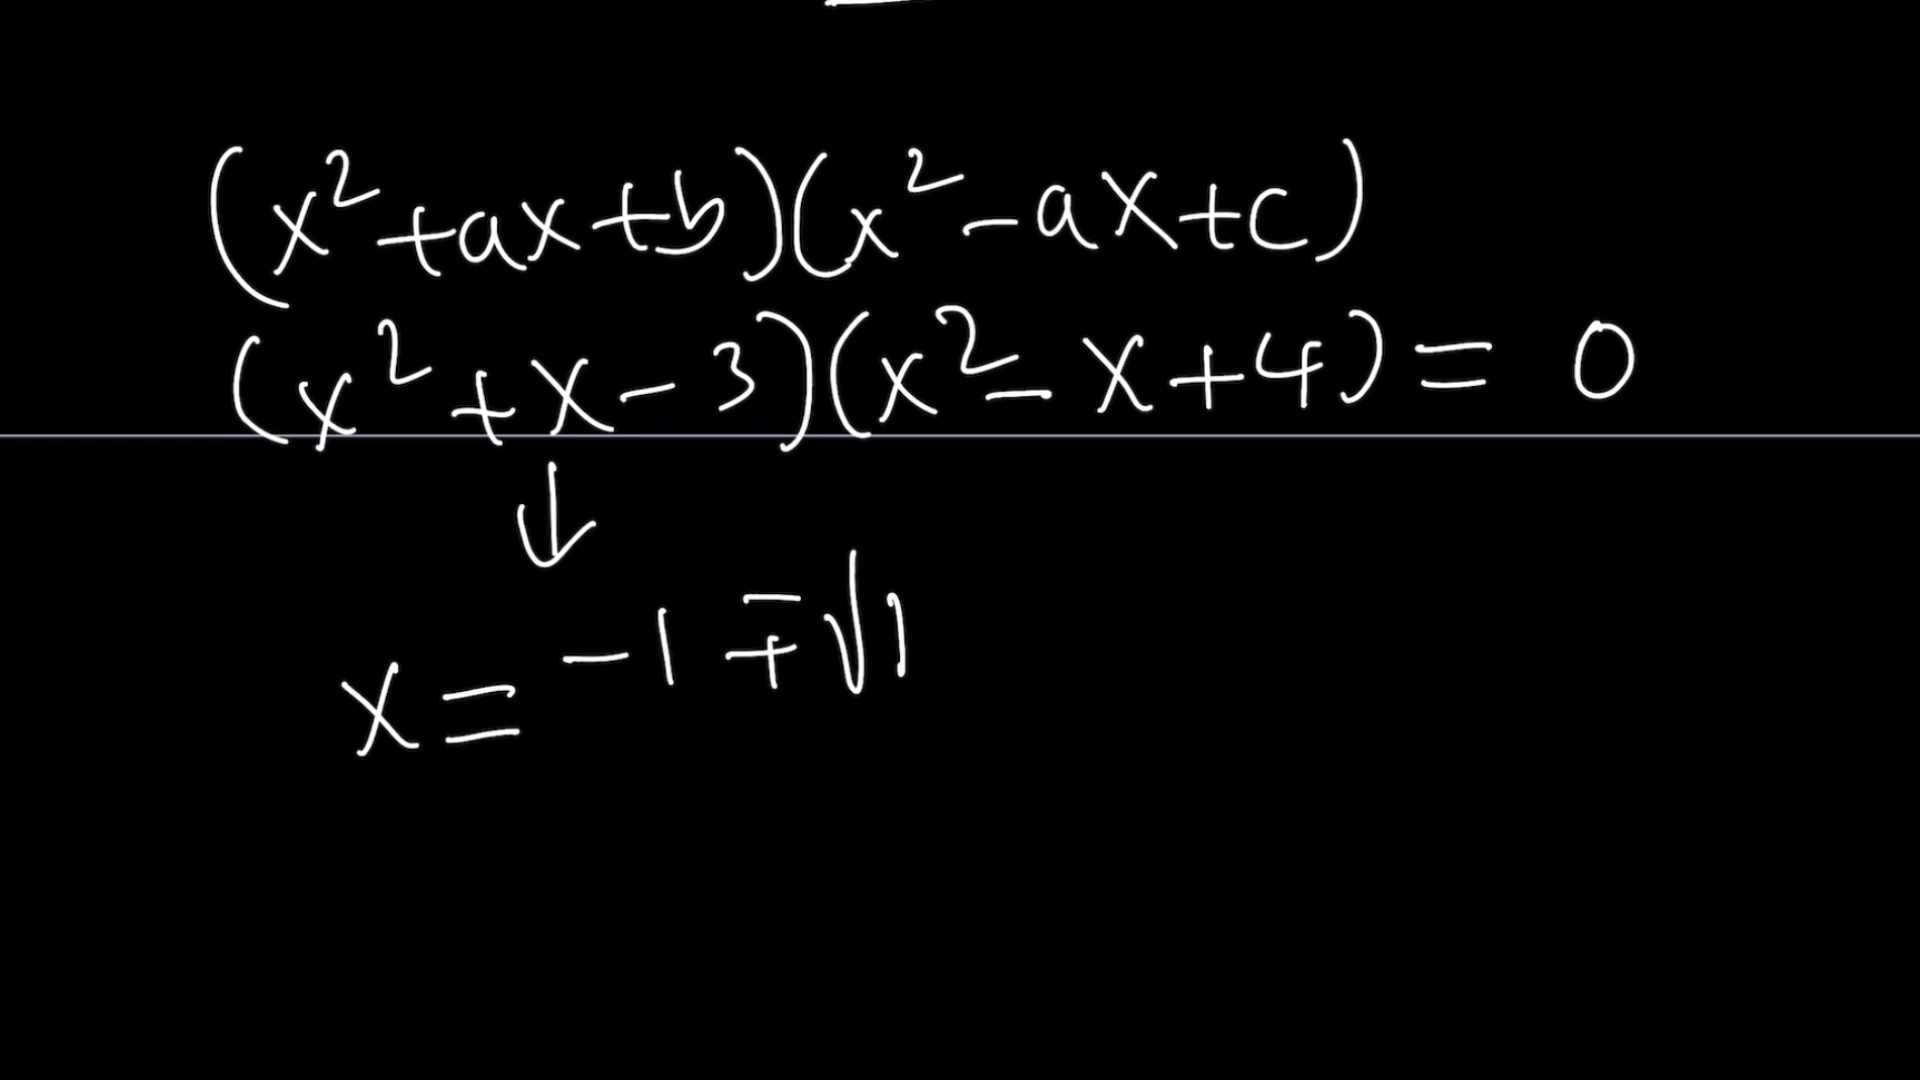 (x²+ax+b)(x²-ax+c)
(x²+x-3)(x²-x+4)=0
↓
x=-1∓√1